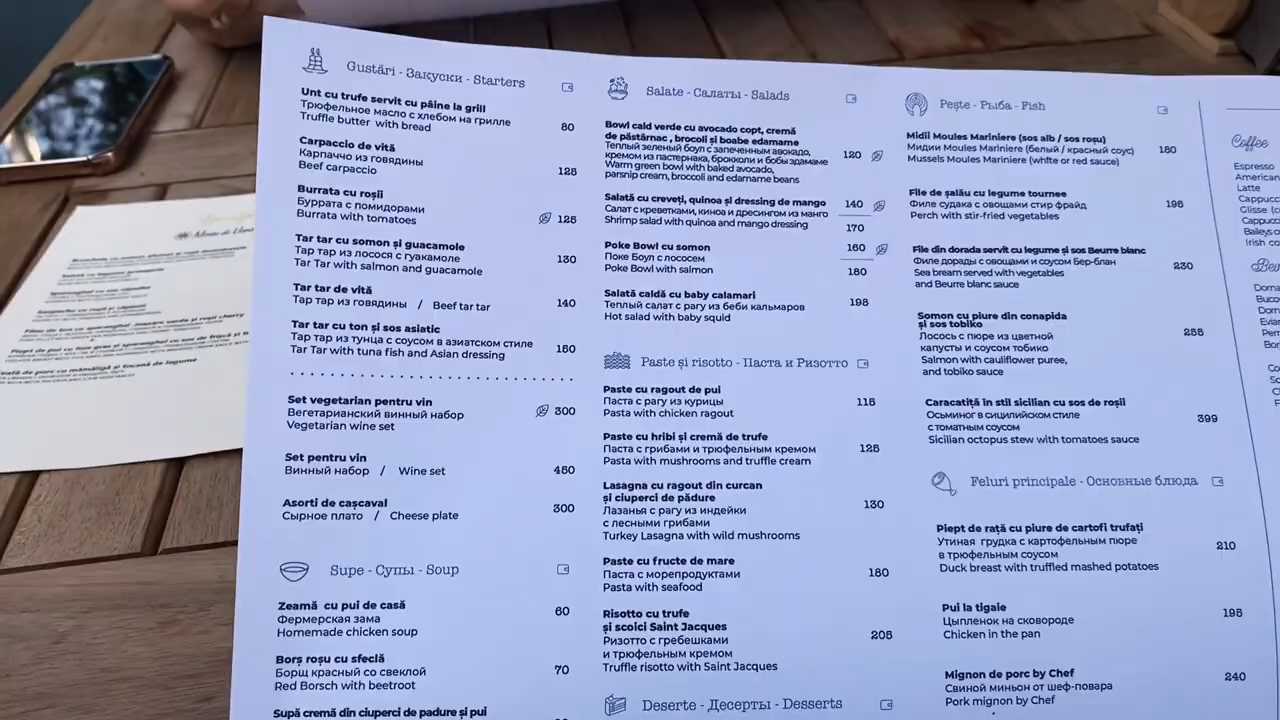 Gustări - Закуски - Starters
Unt cu trufe servit cu pâine la grill
Трюфельное масло с хлебом на грилле
Truffle butter with bread
80
Carpaccio de vită
Карпаччо из говядины
Beef carpaccio
125
Burrata cu roșii
Буррата с помидорами
Burrata with tomatoes
125
Tar tar cu somon și guacamole
Тар тар из лосося с гуакамоле
Tar Tar with salmon and guacamole
130
Tar tar de vită
Тар тар из говядины / Beef tar tar
140
Tar tar cu ton și sos asiatic
Тар тар из тунца с соусом в азиатском стиле
Tar Tar with tuna fish and Asian dressing
150
Set vegetarian pentru vin
Вегетарианский винный набор
Vegetarian wine set
300
Set pentru vin
Винный набор / Wine set
450
Asorti de cașcaval
Сырное плато / Cheese plate
300
Supe - Супы - Soup
Zeamă cu pui de casă
Фермерская зама
Homemade chicken soup
60
Borș roșu cu sfeclă
Борщ красный со свеклой
Red Borsch with beetroot
70
Supă cremă din ciuperci de padure și pui
Salate - Салаты - Salads
Bowl cald verde cu avocado copt, cremă
de păstârnac , brocoli și boabe edamame
Теплый зеленый боул с запеченным авокадо,
кремом из пастернака, брокколи и бобы эдамаме
Warm green bowl with baked avocado,
parsnip cream, broccoli and edamame beans
120
Salată cu creveți, quinoa și dressing de mango
Салат с креветками, киноа и дресингом из манго
Shrimp salad with quinoa and mango dressing
140
170
Poke Bowl cu somon
Поке Боул с лососем
Poke Bowl with salmon
160
180
Salată caldă cu baby calamari
Теплый салат с рагу из беби кальмаров
Hot salad with baby squid
195
Paste și risotto - Паста и Ризотто
Paste cu ragout de pui
Паста с рагу из курицы
Pasta with chicken ragout
115
Paste cu hribi și cremă de trufe
Паста с грибами и трюфельным кремом
Pasta with mushrooms and truffle cream
125
Lasagna cu ragout din curcan
și ciuperci de pădure
Лазанья с рагу из индейки
с лесными грибами
Turkey Lasagna with wild mushrooms
130
Paste cu fructe de mare
Паста с морепродуктами
Pasta with seafood
180
Risotto cu trufe
și scoici Saint Jacques
Ризотто с гребешками
и трюфельным кремом
Truffle risotto with Saint Jacques
205
Deserte - Десерты - Desserts
Pește - Рыба - Fish
Midii Moules Mariniere (sos alb / sos roșu)
Мидии Moules Mariniere (белый / красный соус)
Mussels Moules Mariniere (white or red sauce)
180
File de șalău cu legume tournee
Филе судака с овощами стир фрайд
Perch with stir-fried vegetables
195
File din dorada servit cu legume și sos Beurre blanc
Филе дорады с овощами и соусом Бер-блан
Sea bream served with vegetables
and Beurre blanc sauce
230
Somon cu piure din conapida
și sos tobiko
Лосось с пюре из цветной
капусты и соусом тобико
Salmon with cauliflower puree,
and tobiko sauce
255
Caracatiță în stil sicilian cu sos de roșii
Осьминог в сицилийском стиле
с томатным соусом
Sicilian octopus stew with tomatoes sauce
399
Feluri principale - Основные блюда
Piept de rață cu piure de cartofi trufați
Утиная грудка с картофельным пюре
в трюфельным соусом
Duck breast with truffled mashed potatoes
210
Pui la tigaie
Цыпленок на сковороде
Chicken in the pan
195
Mignon de porc by Chef
Свиной миньон от шеф-повара
Pork mignon by Chef
240
Coffee
Espresso
American
Latte
Cappucc
Glisse (c
Cappucc
Baileys c
Irish co
Bev
Dorna
Buco
Dorn
Evia
Perr
Bor